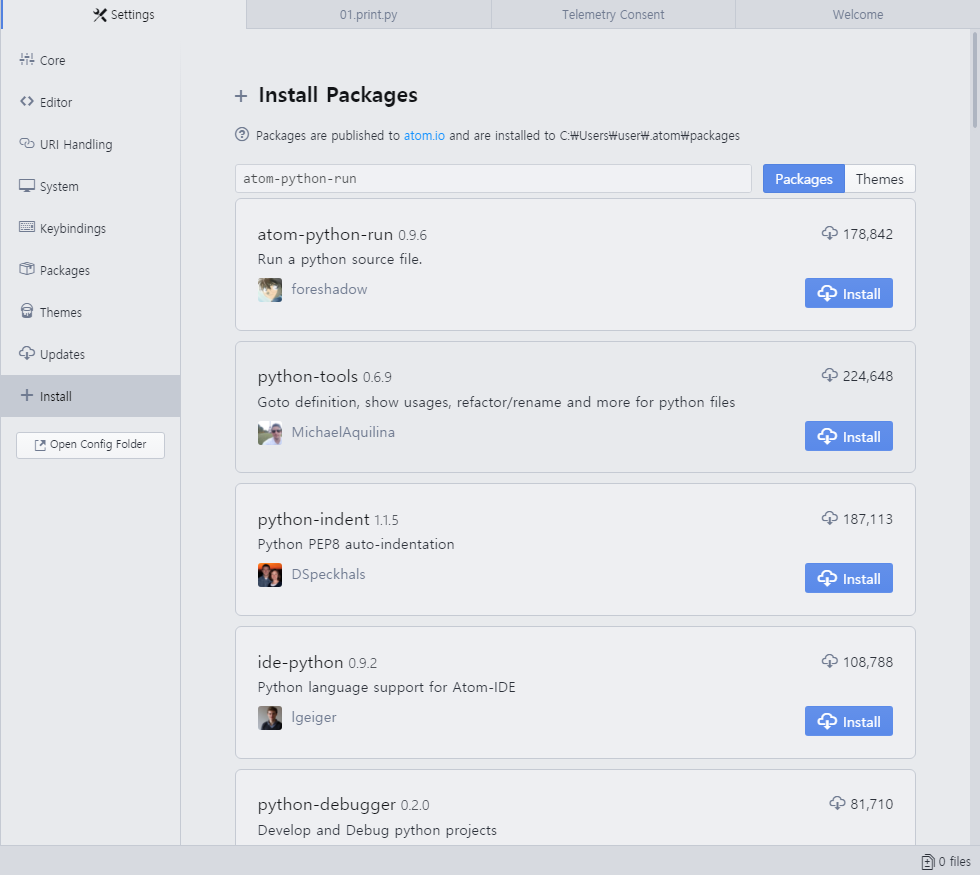 Settings
01.print.py
Telemetry Consent
Welcome
Core
Editor
URI Handling
System
Keybindings
Packages
Themes
Updates
Install
Open Config Folder
Install Packages
Packages are published to atom.io and are installed to C:₩Users₩user₩.atom₩packages
atom-python-run
Packages
Themes
atom-python-run 0.9.6
178,842
Run a python source file.
foreshadow
Install
python-tools 0.6.9
224,648
Goto definition, show usages, refactor/rename and more for python files
MichaelAquilina
Install
python-indent 1.1.5
187,113
Python PEP8 auto-indentation
DSpeckhals
Install
ide-python 0.9.2
108,788
Python language support for Atom-IDE
lgeiger
Install
python-debugger 0.2.0
81,710
Develop and Debug python projects
0 files